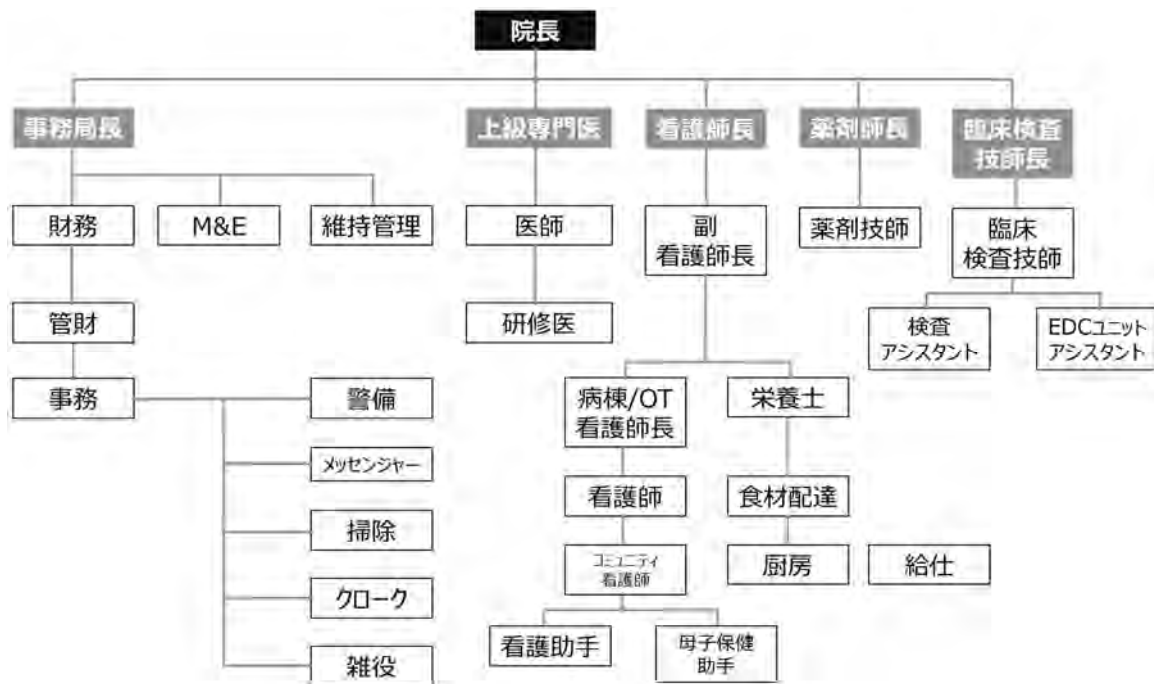 院長
事務局長
上級専門医
看護師長
薬剤師長
臨床検査
技師長
財務
M&E
維持管理
医師
副
看護師長
薬剤技師
臨床
検査技師
管財
研修医
検査
アシスタント
EDCユニット
アシスタント
事務
警備
病棟/OT
看護師長
栄養士
メッセンジャー
看護師
食材配達
掃除
コミュニティ
看護師
厨房
給仕
クローク
看護助手
母子保健
助手
雑役